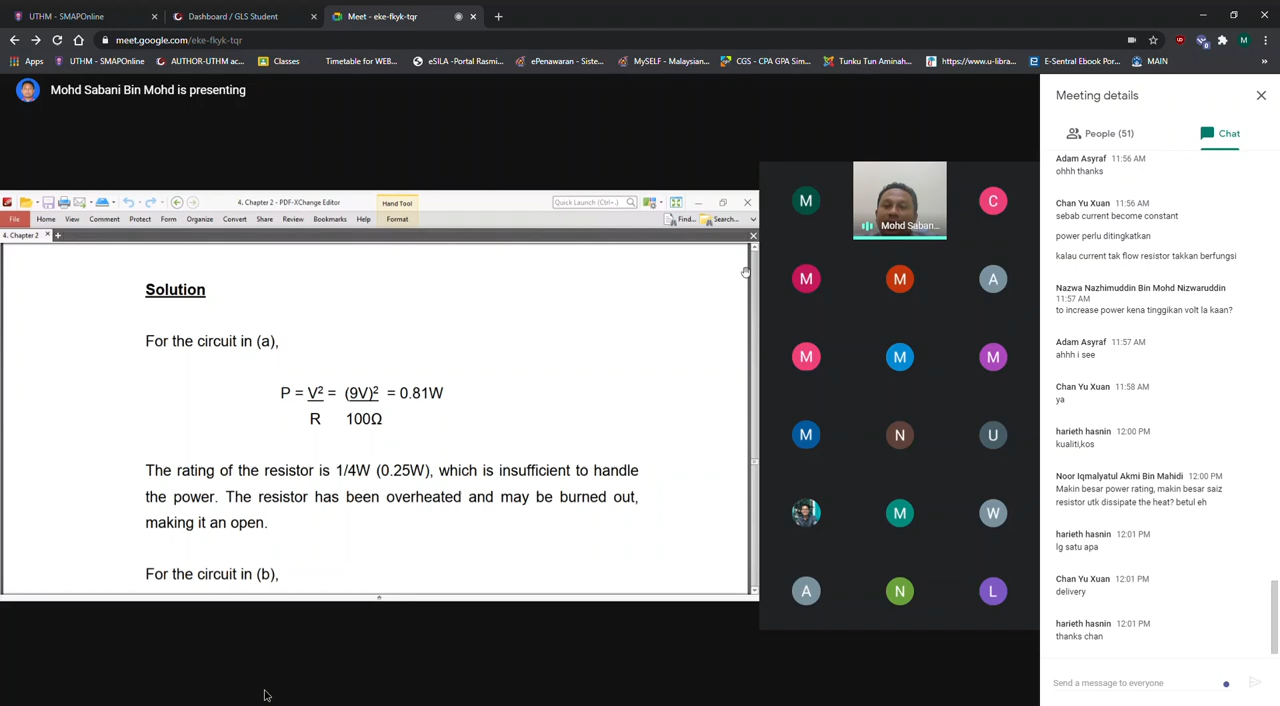 UTHM - SMAPOnline
Dashboard / GLS Student
Meet - eke-fkyk-tqr
meet.google.com/eke-fkyk-tqr
M
Apps
UTHM - SMAPOnline
AUTHOR-UTHM ac...
Classes
Timetable for WEB...
eSILA -Portal Rasmi...
ePenawaran - Siste...
MySELF - Malaysian...
CGS - CPA GPA Sim...
Tunku Tun Aminah...
https://www.u-libra...
E-Sentral Ebook Por...
MAIN
»
Mohd Sabani Bin Mohd is presenting
4. Chapter 2 - PDF-XChange Editor
Hand Tool
Quick Launch (Ctrl+.)
File
Home
View
Comment
Protect
Form
Organize
Convert
Share
Review
Bookmarks
Help
Format
Find...
Search...
4. Chapter 2
Solution
For the circuit in (a),
P = V² = (9V)² = 0.81W
R 100Ω
The rating of the resistor is 1/4W (0.25W), which is insufficient to handle
the power. The resistor has been overheated and may be burned out,
making it an open.
For the circuit in (b),
M
Mohd Saban...
C
M
M
A
M
M
M
M
N
U
M
W
A
N
L
Meeting details
People (51)
Chat
Adam Asyraf 11:56 AM
ohhh thanks
Chan Yu Xuan 11:56 AM
sebab current become constant
power perlu ditingkatkan
kalau current tak flow resistor takkan berfungsi
Nazwa Nazhimuddin Bin Mohd Nizwaruddin
11:57 AM
to increase power kena tinggikan volt la kaan?
Adam Asyraf 11:57 AM
ahhh i see
Chan Yu Xuan 11:58 AM
ya
harieth hasnin 12:00 PM
kualiti,kos
Noor Iqmalyatul Akmi Bin Mahidi 12:00 PM
Makin besar power rating, makin besar saiz
resistor utk dissipate the heat? betul eh
harieth hasnin 12:01 PM
lg satu apa
Chan Yu Xuan 12:01 PM
delivery
harieth hasnin 12:01 PM
thanks chan
Send a message to everyone